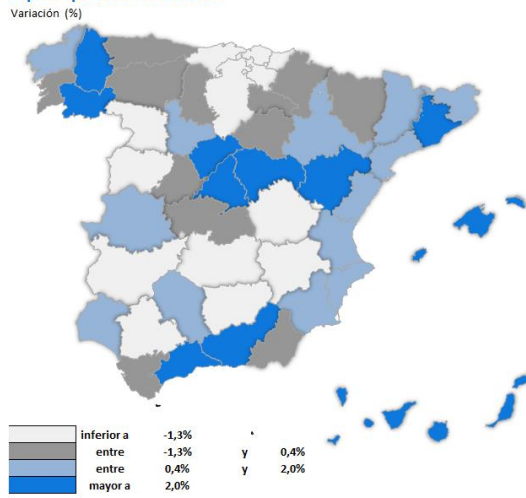 Variación (%)
inferior a -1,3%
entre -1,3% y 0,4%
entre 0,4% y 2,0%
mayor a 2,0%